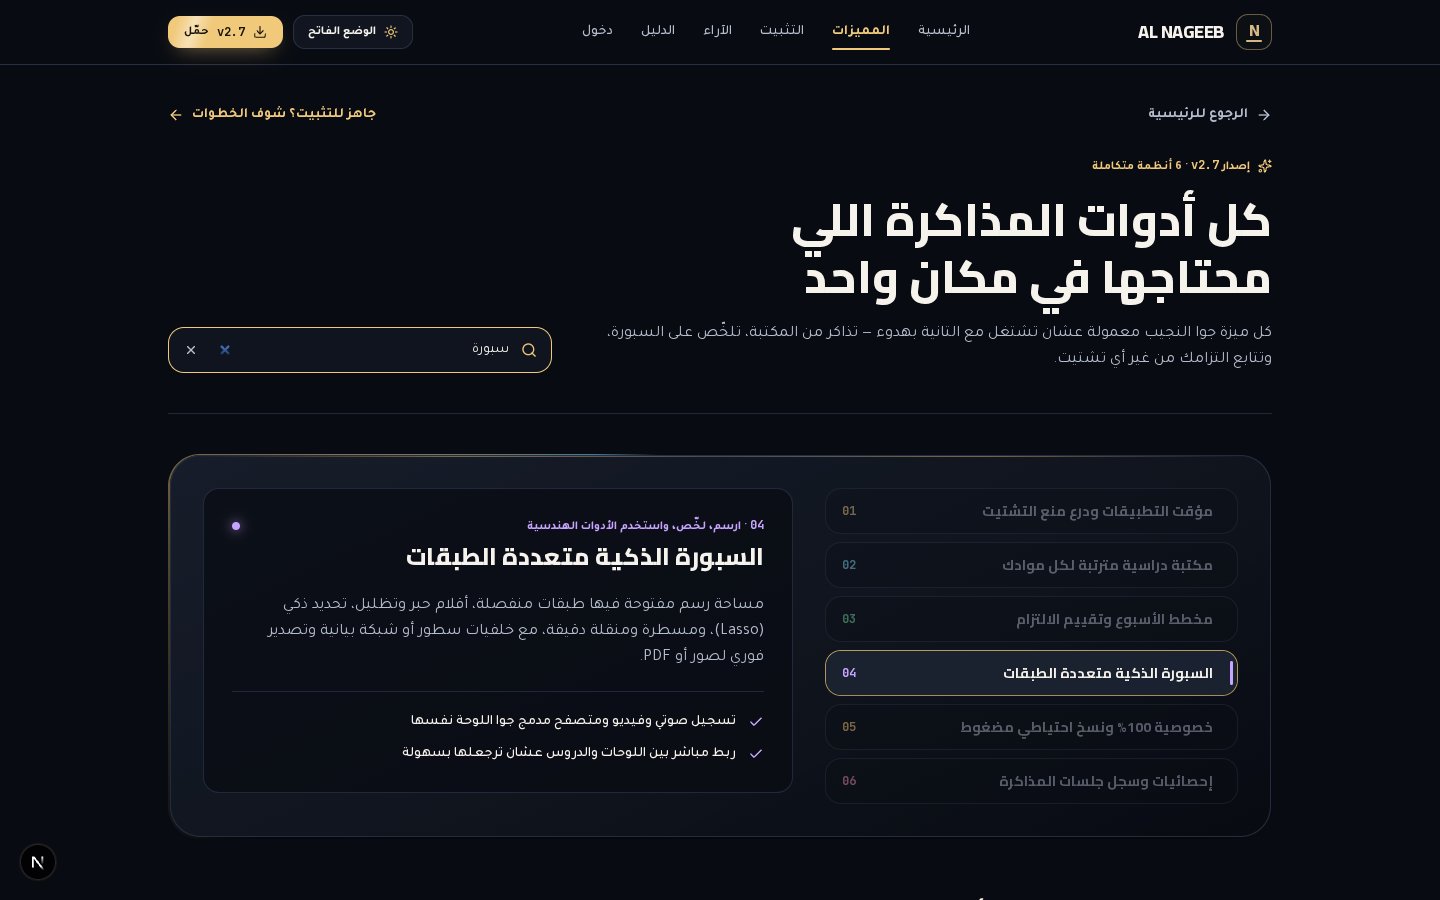 N
AL NAGEEB
الرئيسية
المميزات
التثبيت
الآراء
الدليل
دخول
الوضع الفاتح
حمّل v2.7
الرجوع للرئيسية
جاهز للتثبيت؟ شوف الخطوات
إصدار v2.7 · 6 أنظمة متكاملة
كل أدوات المذاكرة اللي
محتاجها في مكان واحد
كل ميزة جوا النجيب معمولة عشان تشتغل مع التانية بهدوء — تذاكر من المكتبة، تلخّص على السبورة،
وتتابع التزامك من غير أي تشتيت.
سبورة
مؤقت التطبيقات ودرع منع التشتيت 01
مكتبة دراسية مترتبة لكل موادك 02
مخطط الأسبوع وتقييم الالتزام 03
السبورة الذكية متعددة الطبقات 04
خصوصية 100% ونسخ احتياطي مضغوط 05
إحصائيات وسجل جلسات المذاكرة 06
04 · ارسم، لخّص، واستخدم الأدوات الهندسية
السبورة الذكية متعددة الطبقات
مساحة رسم مفتوحة فيها طبقات منفصلة، أقلام حبر وتظليل، تحديد ذكي
(Lasso)، ومسطرة ومنقلة دقيقة، مع خلفيات سطور أو شبكة بيانية وتصدير
فوري لصور أو PDF.
تسجيل صوتي وفيديو ومتصفح مدمج جوا اللوحة نفسها
ربط مباشر بين اللوحات والدروس عشان ترجعلها بسهولة
N